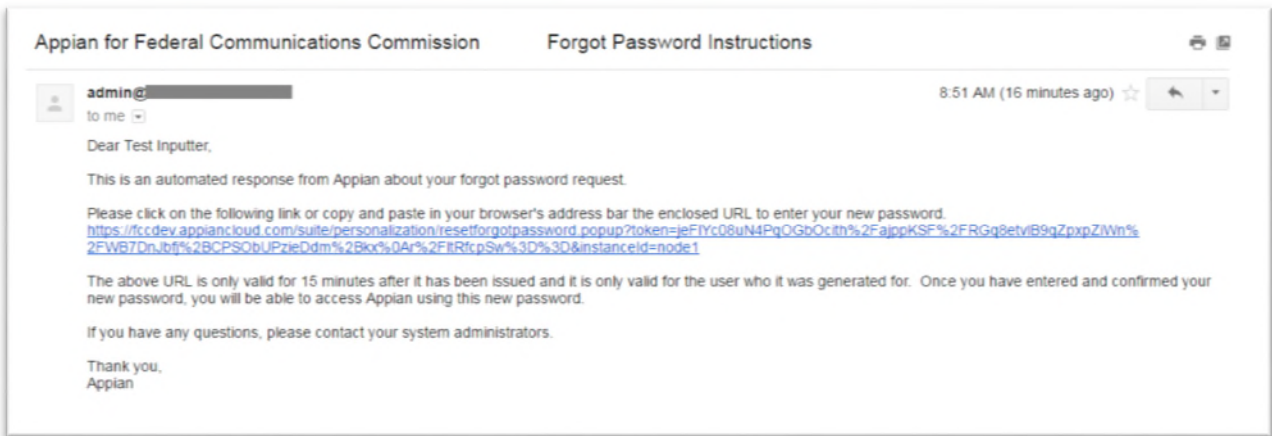 Appian for Federal Communications Commission Forgot Password Instructions
admin@
8:51 AM (16 minutes ago)
to me
Dear Test Inputter,
This is an automated response from Appian about your forgot password request.
Please click on the following link or copy and paste in your browser's address bar the enclosed URL to enter your new password.
https://fccdev.appiancloud.com/suite/personalization/resetforgotpassword.popup?token=jeFlYc08uN4PqOGbOcith%2FajppKSF%2FRGq8etvlB9qZpxpZlWn%
2FWB7DnJbfj%2BCPSObUPzieDdm%2Bkx%0Ar%2FItRfcpSw%3D%3D&instanceId=node1
The above URL is only valid for 15 minutes after it has been issued and it is only valid for the user who it was generated for. Once you have entered and confirmed your
new password, you will be able to access Appian using this new password.
If you have any questions, please contact your system administrators.
Thank you,
Appian